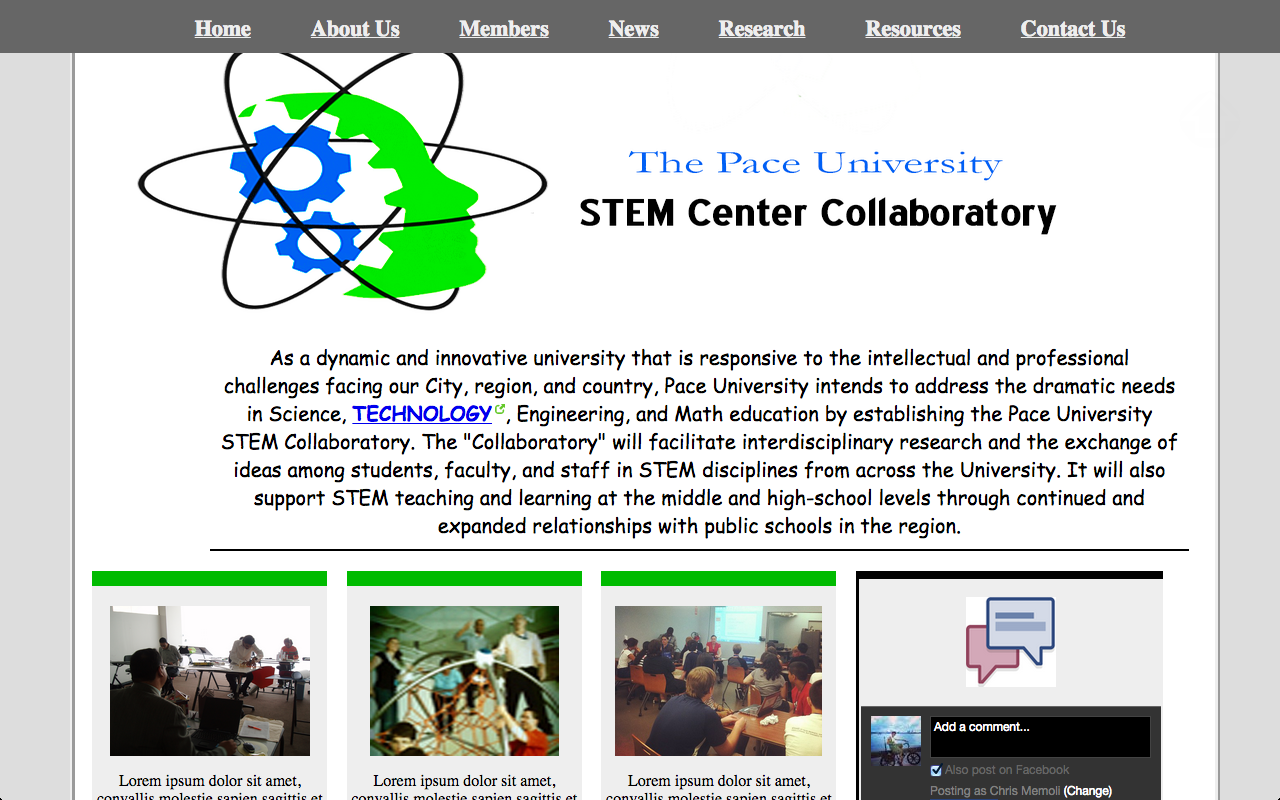 Home About Us Members News Research Resources Contact Us
The Pace University
STEM Center Collaboratory
As a dynamic and innovative university that is responsive to the intellectual and professional
challenges facing our City, region, and country, Pace University intends to address the dramatic needs
in Science, TECHNOLOGY, Engineering, and Math education by establishing the Pace University
STEM Collaboratory. The "Collaboratory" will facilitate interdisciplinary research and the exchange of
ideas among students, faculty, and staff in STEM disciplines from across the University. It will also
support STEM teaching and learning at the middle and high-school levels through continued and
expanded relationships with public schools in the region.
Lorem ipsum dolor sit amet,
convallis molestie sapien sagittis et
Lorem ipsum dolor sit amet,
convallis molestie sapien sagittis et
Lorem ipsum dolor sit amet,
convallis molestie sapien sagittis et
Add a comment...
Also post on Facebook
Posting as Chris Memoli (Change)